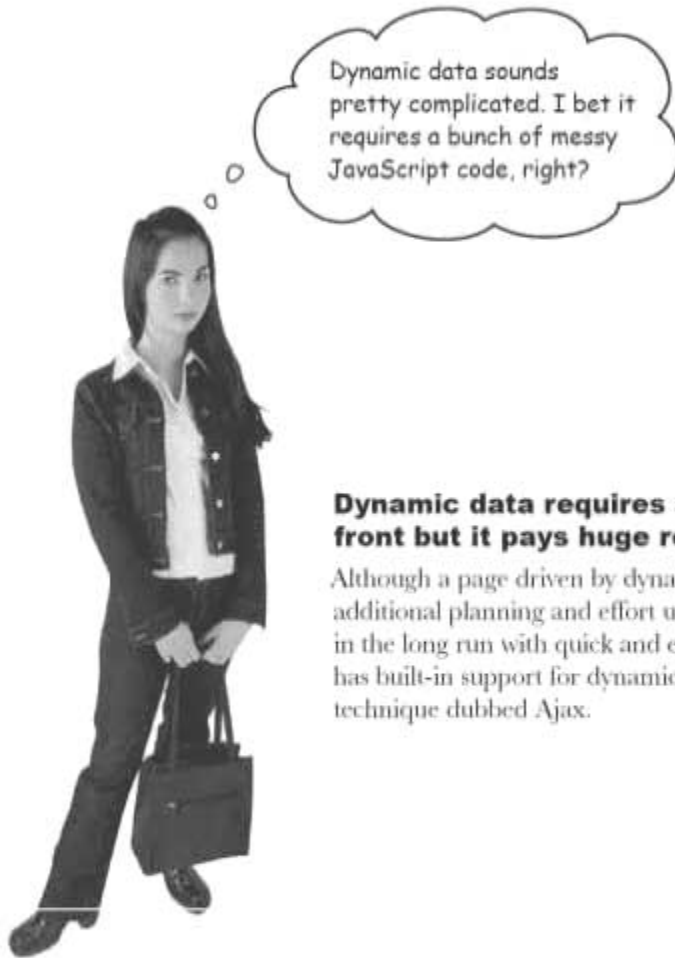 Dynamic data sounds
pretty complicated. I bet it
requires a bunch of messy
JavaScript code, right?
Dynamic data requires
front but it pays huge
Although a page driven by
additional planning and effort
in the long run with quick and
has built-in support for dynamic
technique dubbed Ajax.